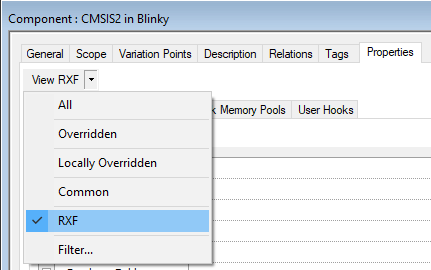 Component : CMSIS2 in Blinky
General Scope Variation Points Description Relations Tags Properties
View RXF
All
Memory Pools User Hooks
Overridden
Locally Overridden
Common
RXF
Filter...